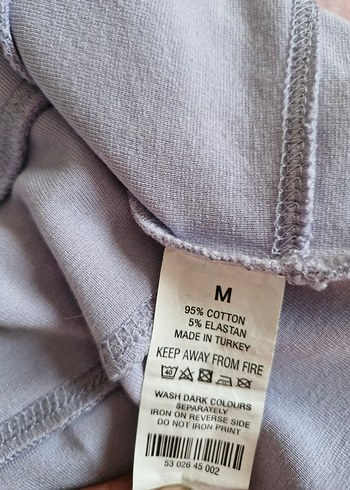 M
95% COTTON
5% ELASTAN
MADE IN TURKEY
KEEP AWAY FROM FIRE
40
WASH DARK COLOURS
SEPARATELY
IRON ON REVERSE SIDE
DO NOT IRON PRINT
53 026 45 002